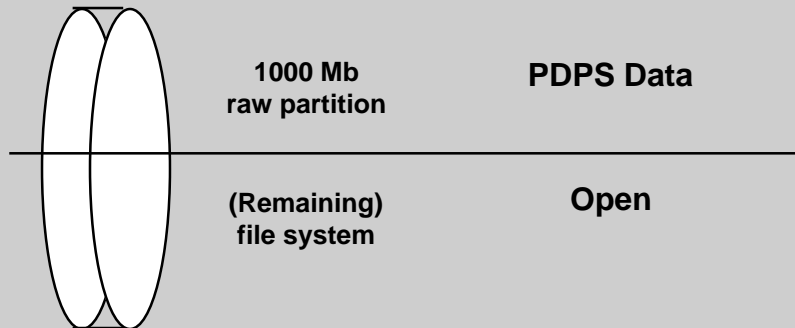 1000 Mb
raw partition
PDPS Data
(Remaining)
file system
Open